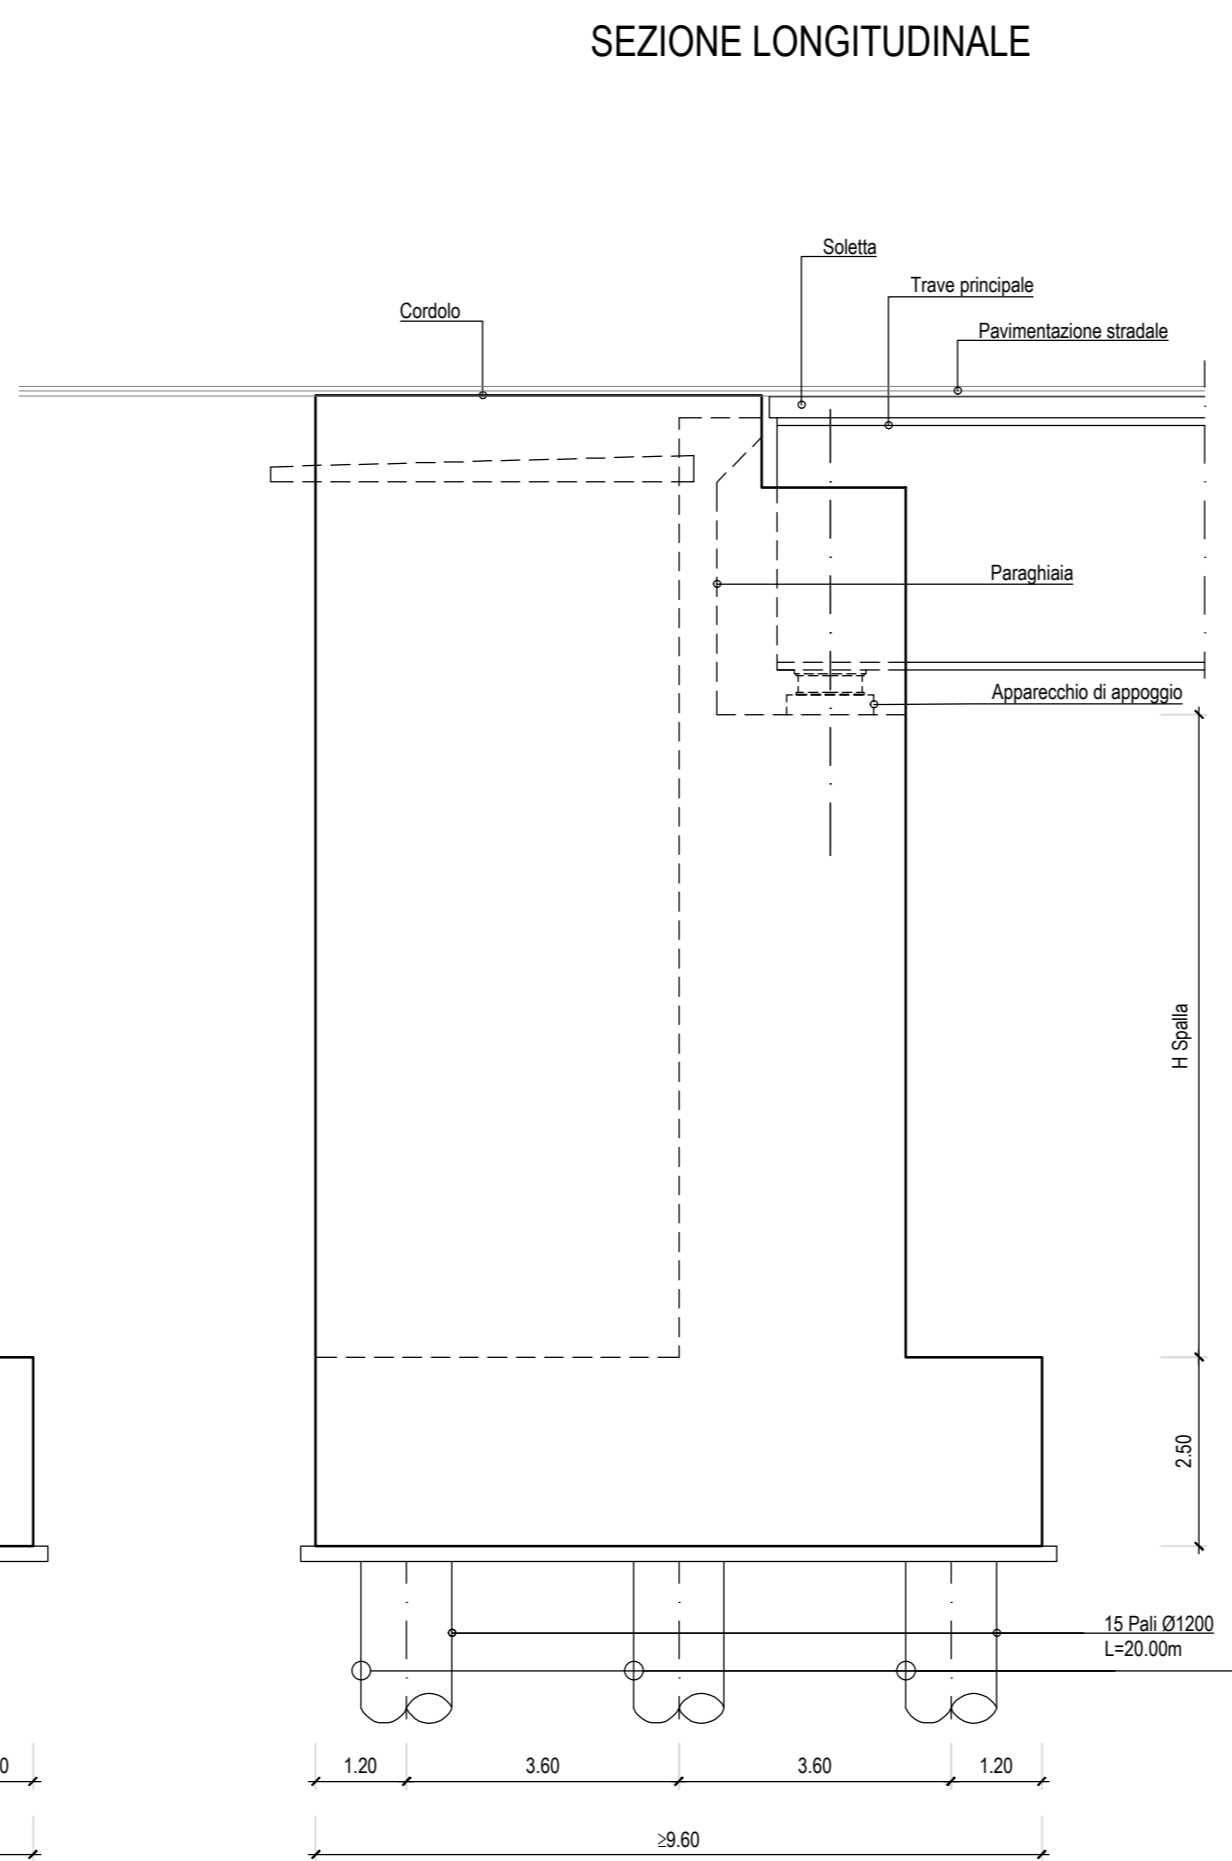 SEZIONE LONGITUDINALE
Soletta
Trave principale
Cordolo
Pavimentazione stradale
Paraghiaia
Apparecchio di appoggio
H Spalla
2.50
15 Pali Ø1200
L=20.00m
0
1.20
3.60
3.60
1.20
≥9.60